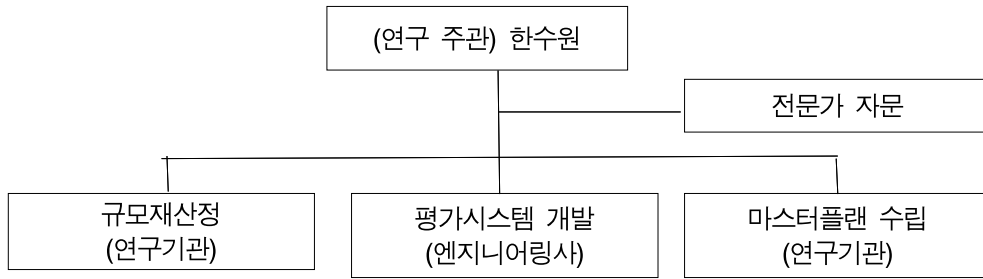 (연구 주관) 한수원
전문가 자문
규모재산정
(연구기관)
평가시스템 개발
(엔지니어링사)
마스터플랜 수립
(연구기관)